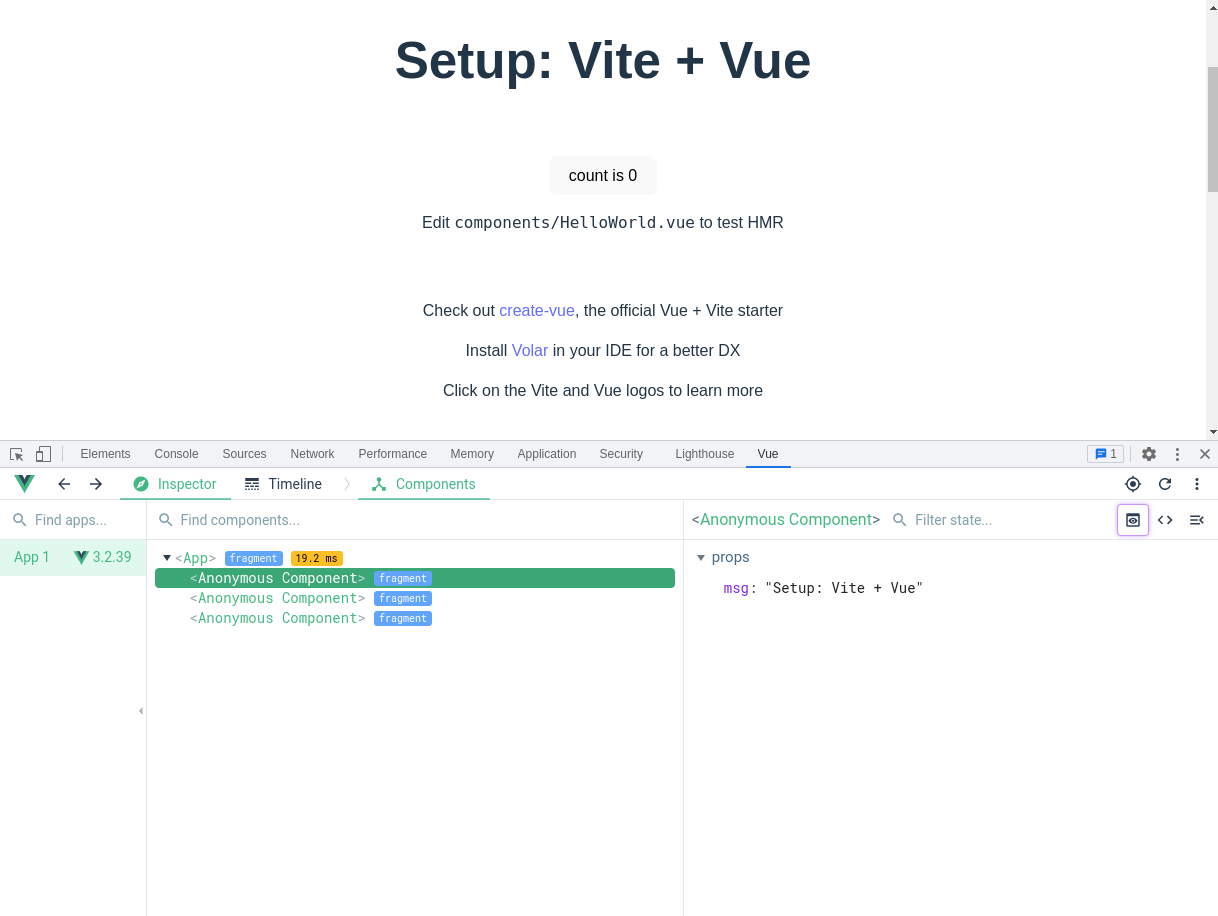 Setup: Vite + Vue
count is 0
Edit components/HelloWorld.vue to test HMR
Check out create-vue, the official Vue + Vite starter
Install Volar in your IDE for a better DX
Click on the Vite and Vue logos to learn more
Elements Console Sources Network Performance Memory Application Security Lighthouse Vue 1
Inspector Timeline Components
Find apps... Find components... <Anonymous Component> Filter state...
App 1 3.2.39 <App> fragment 19.2 ms props
<Anonymous Component> fragment
msg: "Setup: Vite + Vue"
<Anonymous Component> fragment
<Anonymous Component> fragment